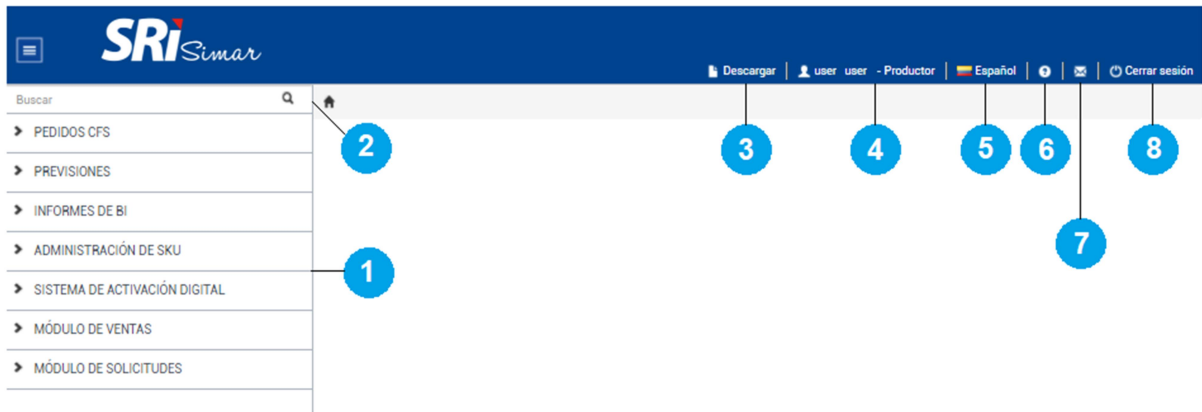 SRi Simar
Descargar user user - Productor Español ? Cerrar sesión
Buscar
PEDIDOS CFS
PREVISIONES
INFORMES DE BI
ADMINISTRACIÓN DE SKU
SISTEMA DE ACTIVACIÓN DIGITAL
MÓDULO DE VENTAS
MÓDULO DE SOLICITUDES
2
3
4
5
6
8
7
1